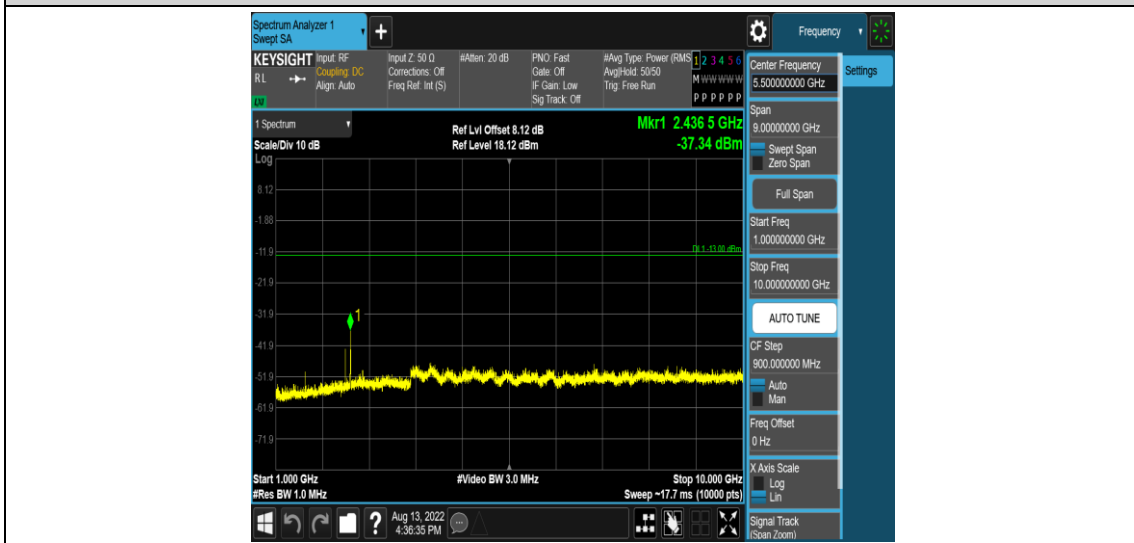 Spectrum Analyzer 1
Swept SA
+
Frequency
KEYSIGHT
RL
LXI
Input: RF
Coupling: DC
Align: Auto
Input Z: 50 Ω
Corrections: Off
Freq Ref: Int (S)
#Atten: 20 dB
PNO: Fast
Gate: Off
IF Gain: Low
Sig Track: Off
#Avg Type: Power (RMS
Avg|Hold: 50/50
Trig: Free Run
1 2 3 4 5 6
M W W W W W
P P P P P P
1 Spectrum
Scale/Div 10 dB
Ref Lvl Offset 8.12 dB
Ref Level 18.12 dBm
Mkr1 2.436 5 GHz
-37.34 dBm
Log
8.12
-1.88
-11.9
DL1 -13.00 dBm
-21.9
-31.9
1
-41.9
-51.9
-61.9
-71.9
Start 1.000 GHz
#Res BW 1.0 MHz
#Video BW 3.0 MHz
Stop 10.000 GHz
Sweep ~17.7 ms (10000 pts)
Center Frequency
5.500000000 GHz
Settings
Span
9.00000000 GHz
Swept Span
Zero Span
Full Span
Start Freq
1.000000000 GHz
Stop Freq
10.000000000 GHz
AUTO TUNE
CF Step
900.000000 MHz
Auto
Man
Freq Offset
0 Hz
X Axis Scale
Log
Lin
Signal Track
(Span Zoom)
?
Aug 13, 2022
4:36:35 PM